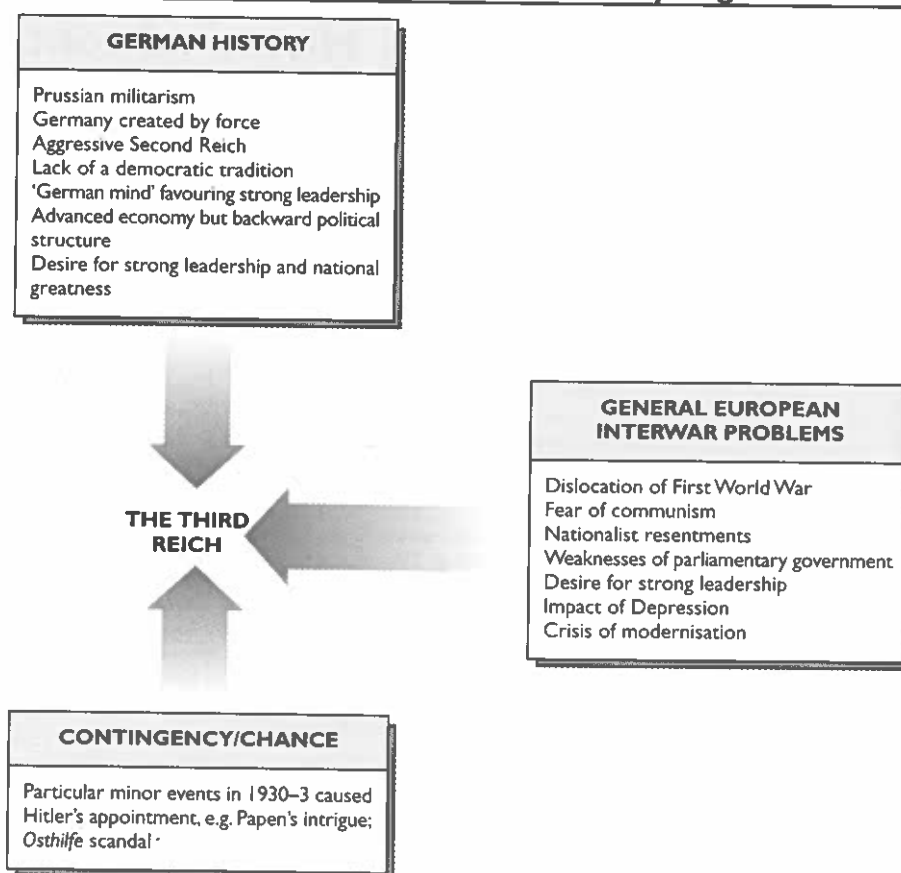 GERMAN HISTORY
Prussian militarism
Germany created by force
Aggressive Second Reich
Lack of a democratic tradition
'German mind' favouring strong leadership
Advanced economy but backward political
structure
Desire for strong leadership and national
greatness
THE THIRD
REICH
GENERAL EUROPEAN
INTERWAR PROBLEMS
Dislocation of First World War
Fear of communism
Nationalist resentments
Weaknesses of parliamentary government
Desire for strong leadership
Impact of Depression
Crisis of modernisation
CONTINGENCY/CHANCE
Particular minor events in 1930–3 caused
Hitler's appointment, e.g. Papen's intrigue;
Osthilfe scandal